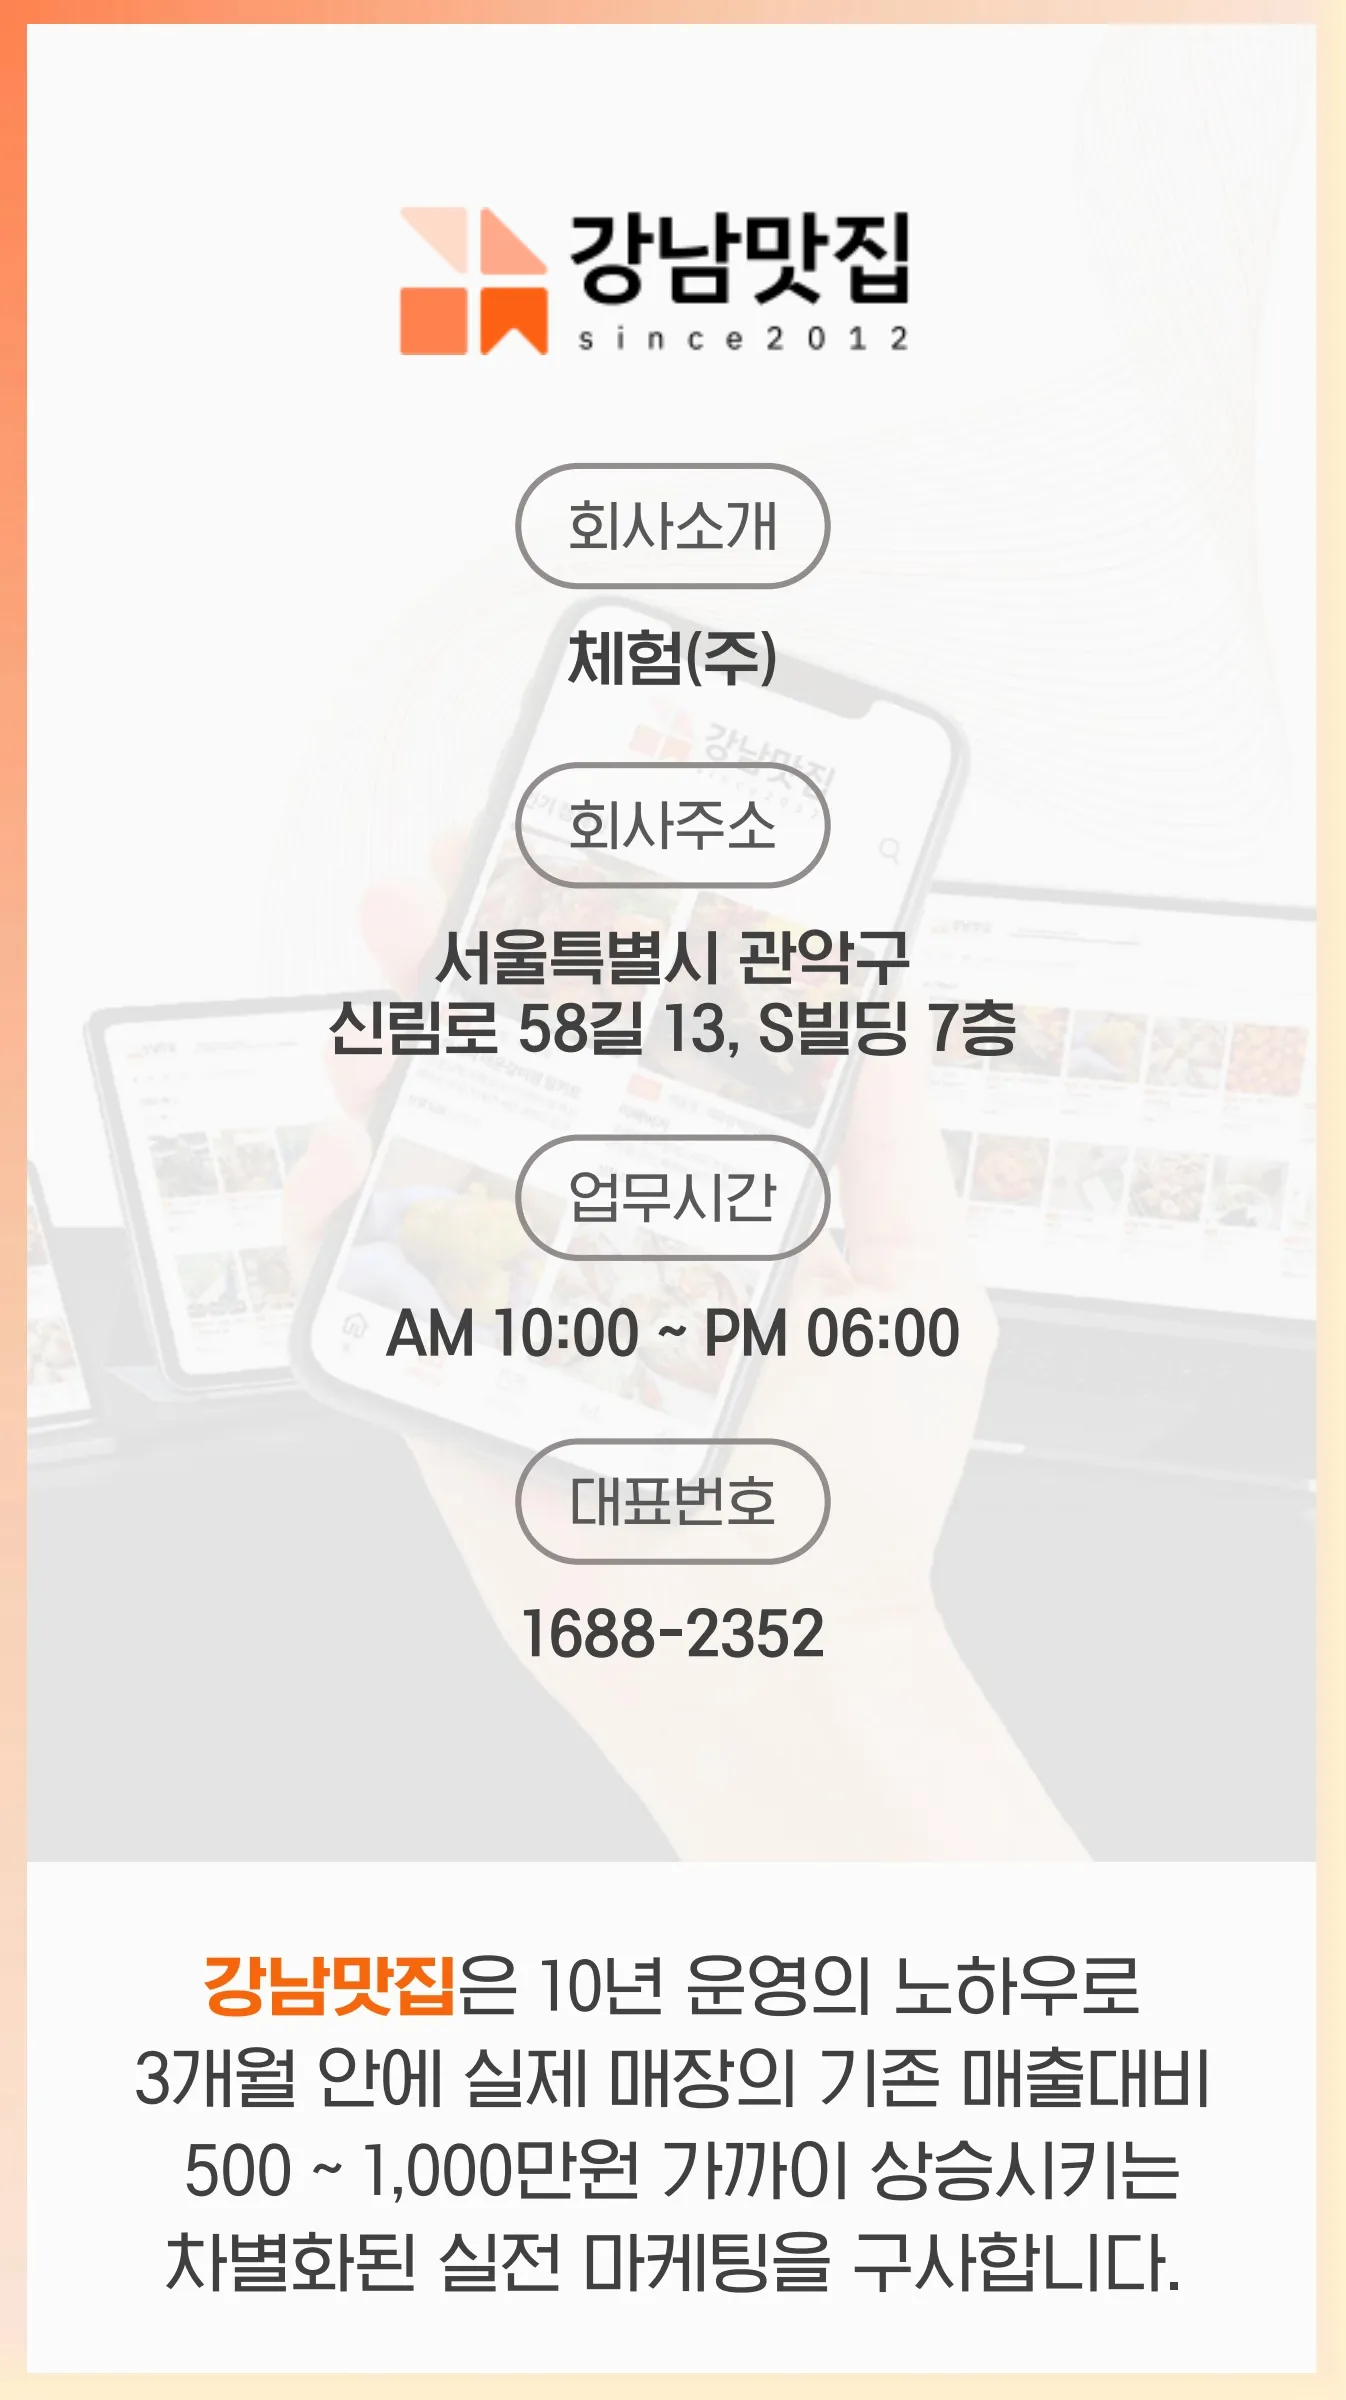 강남맛집
since2012
회사소개
체험(주)
강남맛집
회사주소
서울특별시 관악구
신림로 58길 13, S빌딩 7층
업무시간
AM 10:00 ~ PM 06:00
대표번호
1688-2352
강남맛집은 10년 운영의 노하우로
3개월 안에 실제 매장의 기존 매출대비
500 ~ 1,000만원 가까이 상승시키는
차별화된 실전 마케팅을 구사합니다.